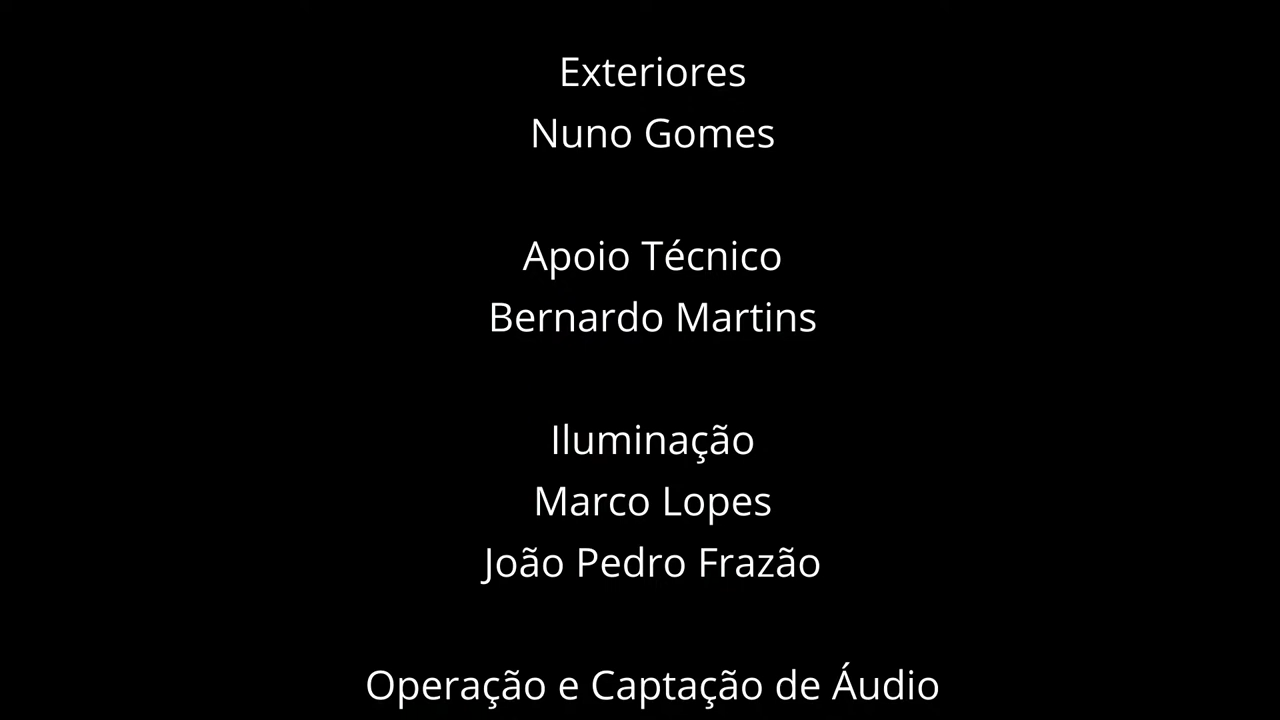 Exteriores
Nuno Gomes
Apoio Técnico
Bernardo Martins
Iluminação
Marco Lopes
João Pedro Frazão
Operação e Captação de Áudio